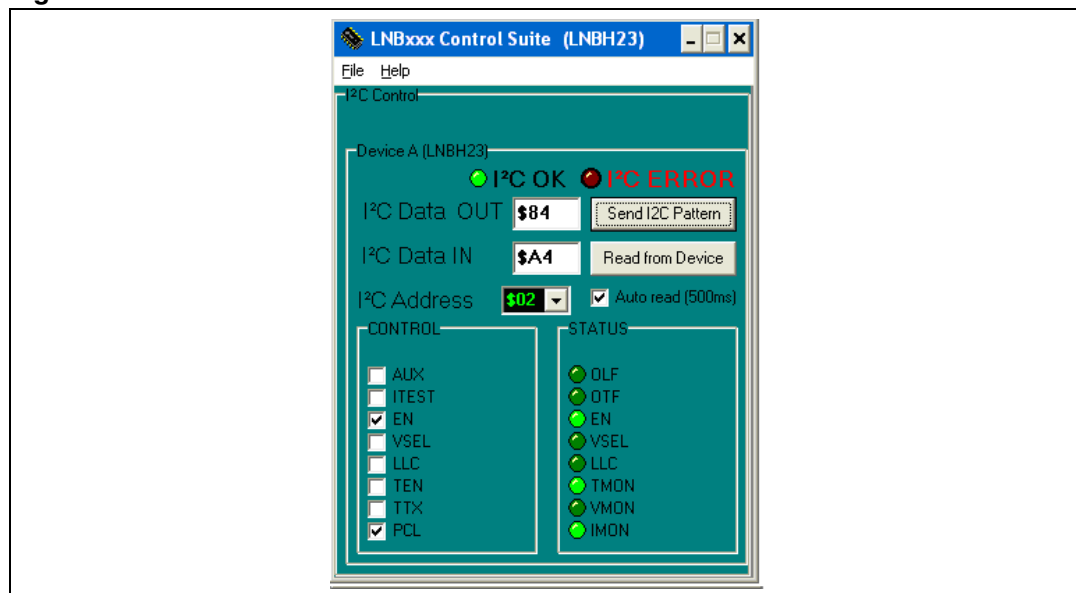 LNBxxx Control Suite (LNBH23)
File Help
I²C Control
Device A (LNBH23)
I²C OK I²C ERROR
I²C Data OUT $84 Send I2C Pattern
I²C Data IN $A4 Read from Device
I²C Address $02 Auto read (500ms)
CONTROL STATUS
AUX OLF
ITEST OTF
EN EN
VSEL VSEL
LLC LLC
TEN TMON
TTX VMON
PCL IMON